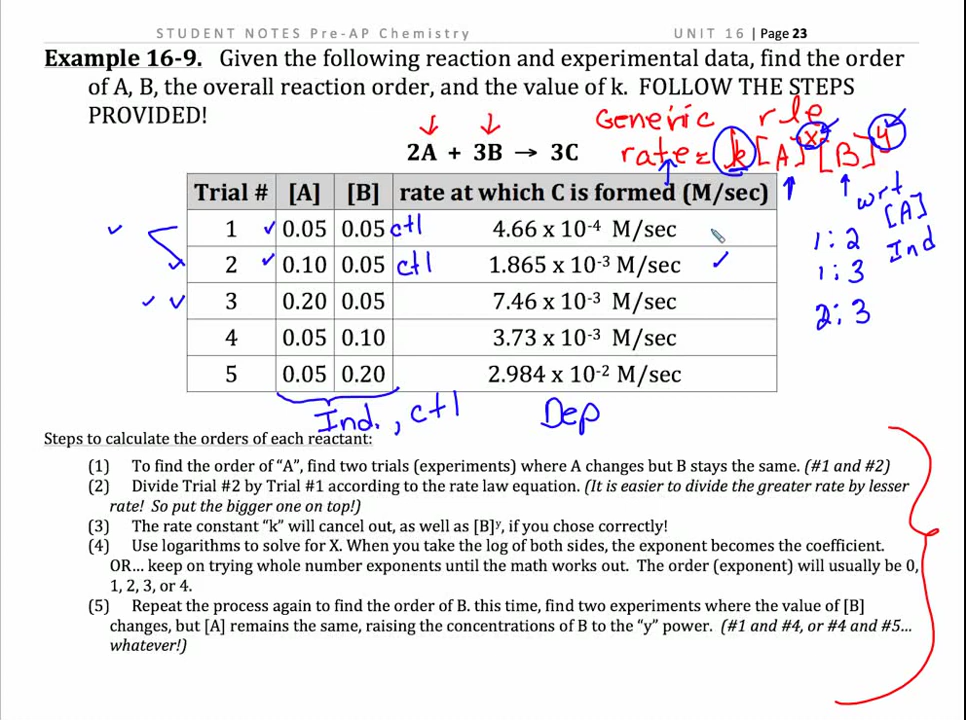 STUDENT NOTES Pre-AP Chemistry UNIT 16 | Page 23
Example 16-9. Given the following reaction and experimental data, find the order
of A, B, the overall reaction order, and the value of k. FOLLOW THE STEPS
PROVIDED!
Generic rle
2A + 3B → 3C
rate = k[A]ˣ[B]ʸ
wrt
[A]
Ind
Trial # [A] [B] rate at which C is formed (M/sec)
1 0.05 0.05 ctl 4.66 x 10⁻⁴ M/sec
1:2
2 0.10 0.05 ctl 1.865 x 10⁻³ M/sec
1:3
3 0.20 0.05 7.46 x 10⁻³ M/sec
2:3
4 0.05 0.10 3.73 x 10⁻³ M/sec
5 0.05 0.20 2.984 x 10⁻² M/sec
Ind., ctl Dep
Steps to calculate the orders of each reactant:
(1) To find the order of “A”, find two trials (experiments) where A changes but B stays the same. (#1 and #2)
(2) Divide Trial #2 by Trial #1 according to the rate law equation. (It is easier to divide the greater rate by lesser
rate! So put the bigger one on top!)
(3) The rate constant “k” will cancel out, as well as [B]ʸ, if you chose correctly!
(4) Use logarithms to solve for X. When you take the log of both sides, the exponent becomes the coefficient.
OR... keep on trying whole number exponents until the math works out. The order (exponent) will usually be 0,
1, 2, 3, or 4.
(5) Repeat the process again to find the order of B. this time, find two experiments where the value of [B]
changes, but [A] remains the same, raising the concentrations of B to the “y” power. (#1 and #4, or #4 and #5...
whatever!)